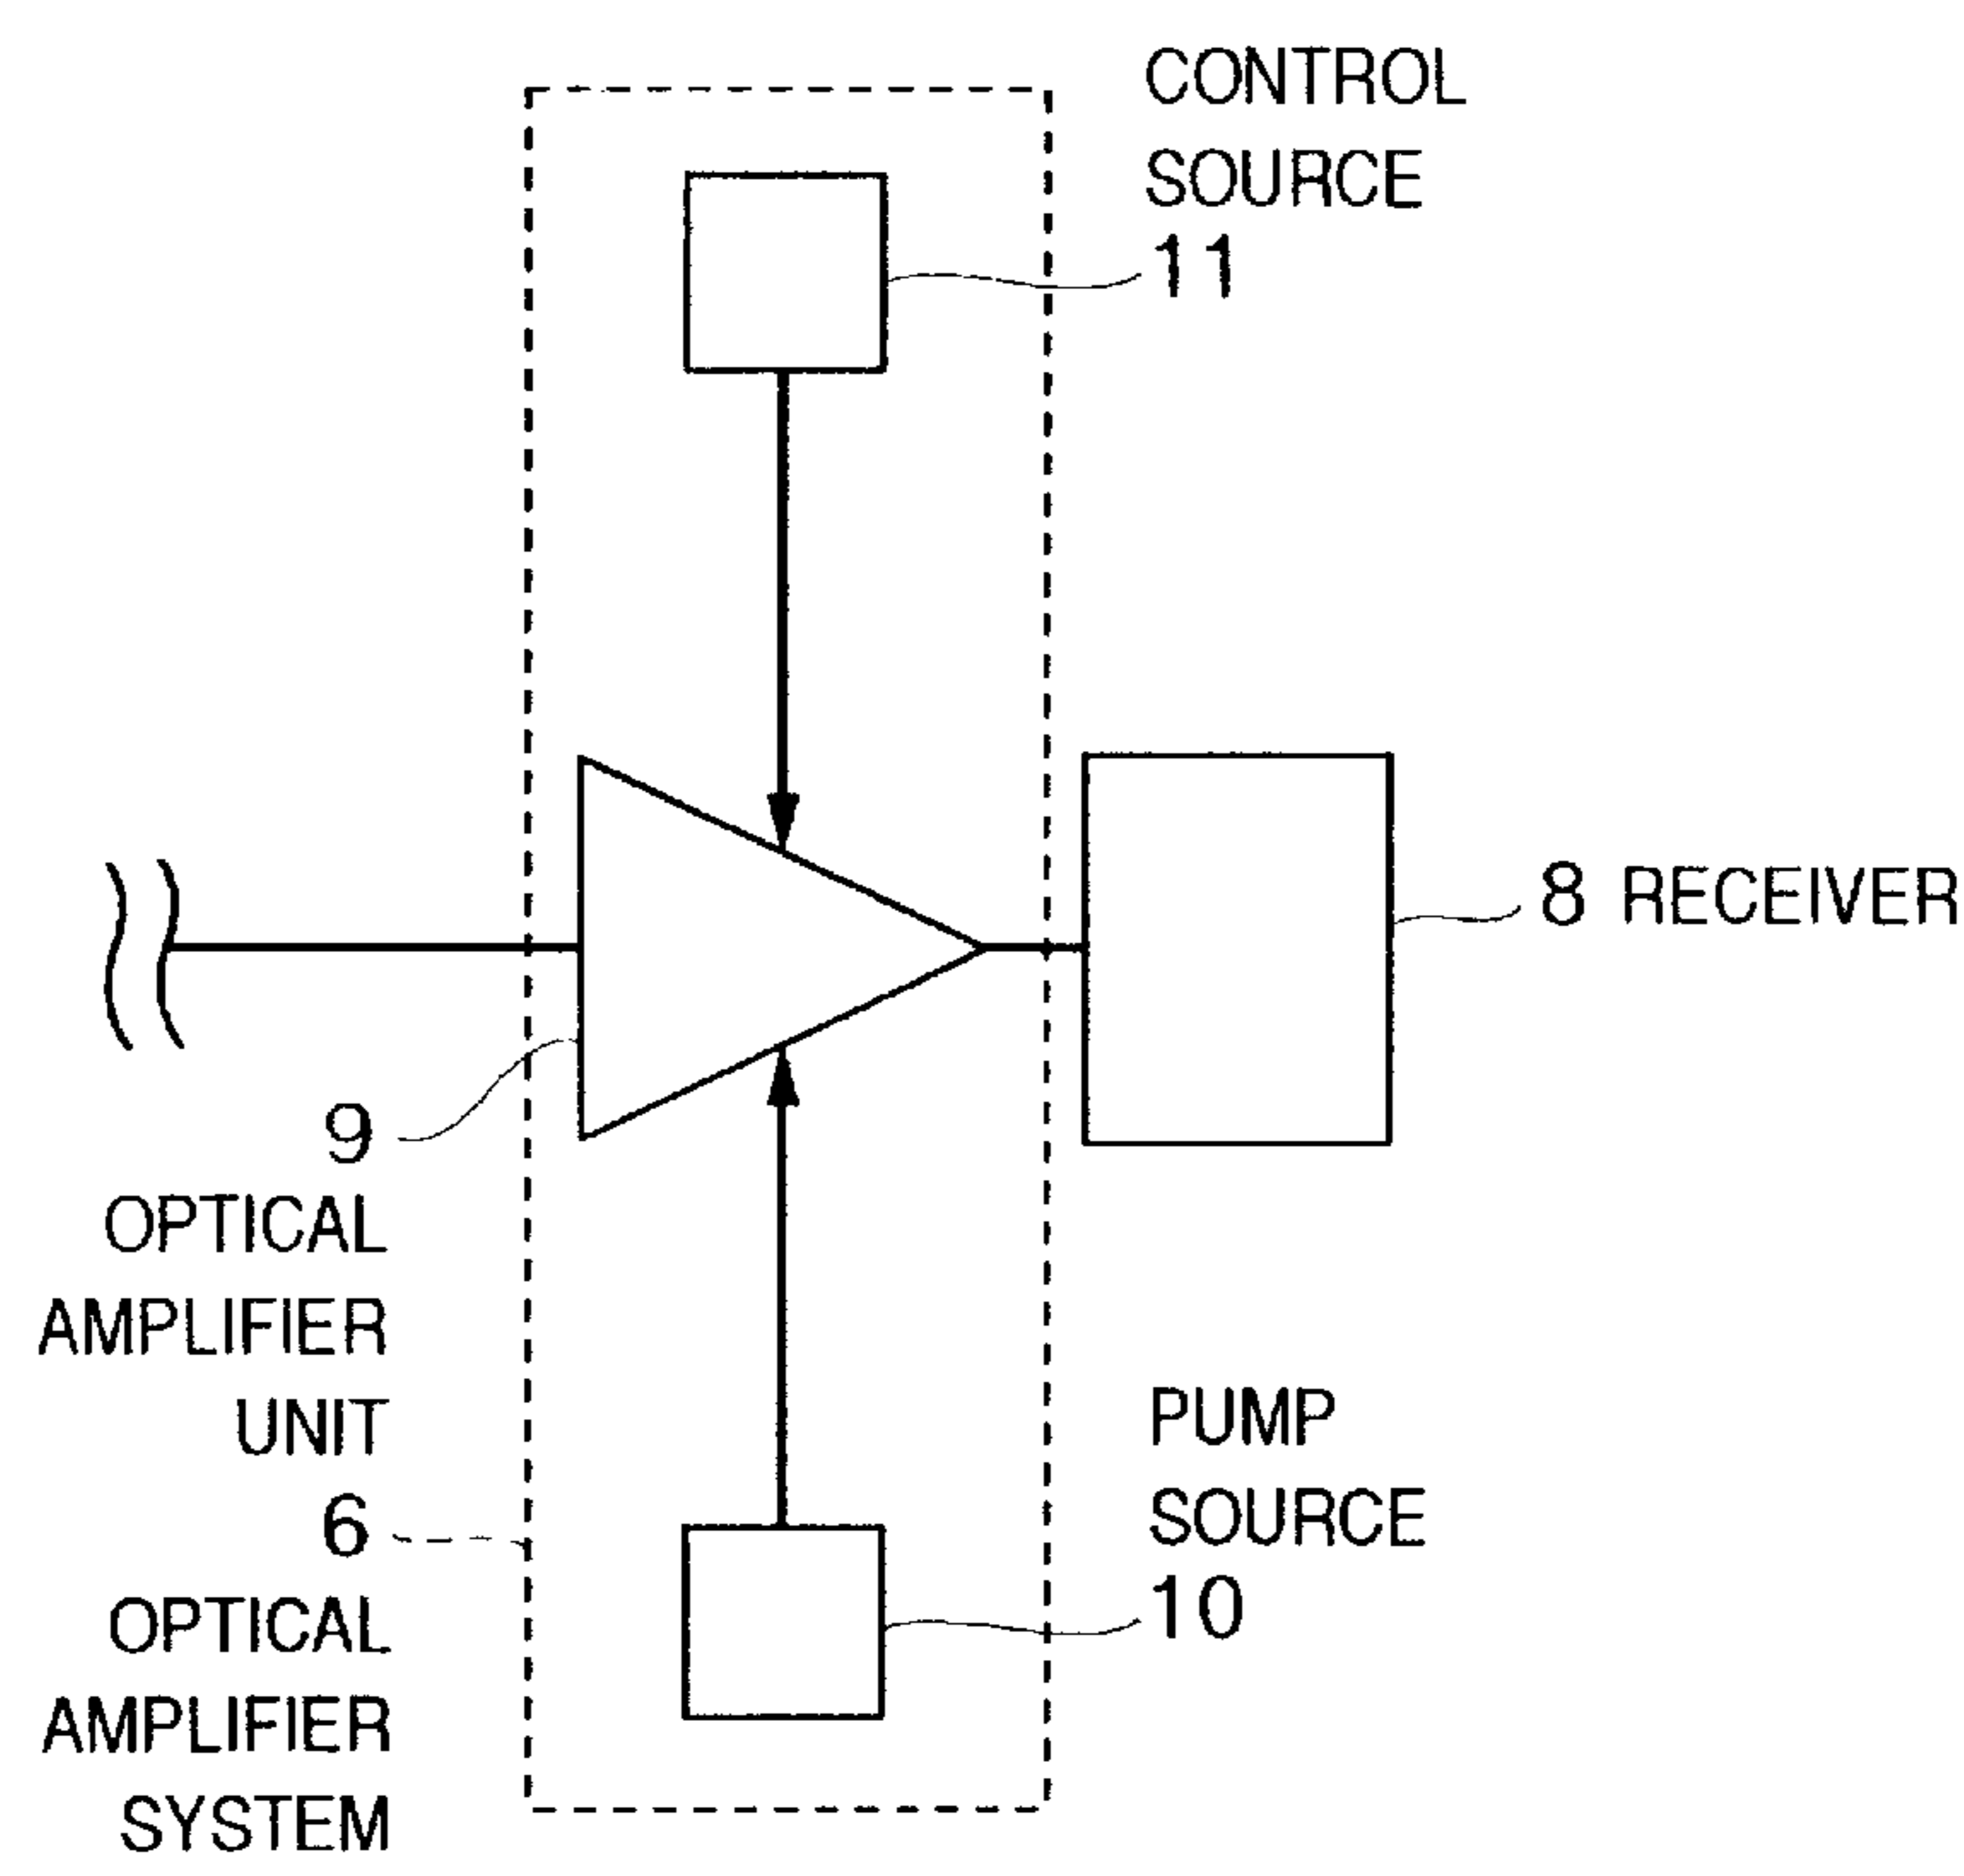 CONTROL
SOURCE
11
8 RECEIVER
9
OPTICAL
AMPLIFIER
UNIT
6
OPTICAL
AMPLIFIER
SYSTEM
PUMP
SOURCE
10